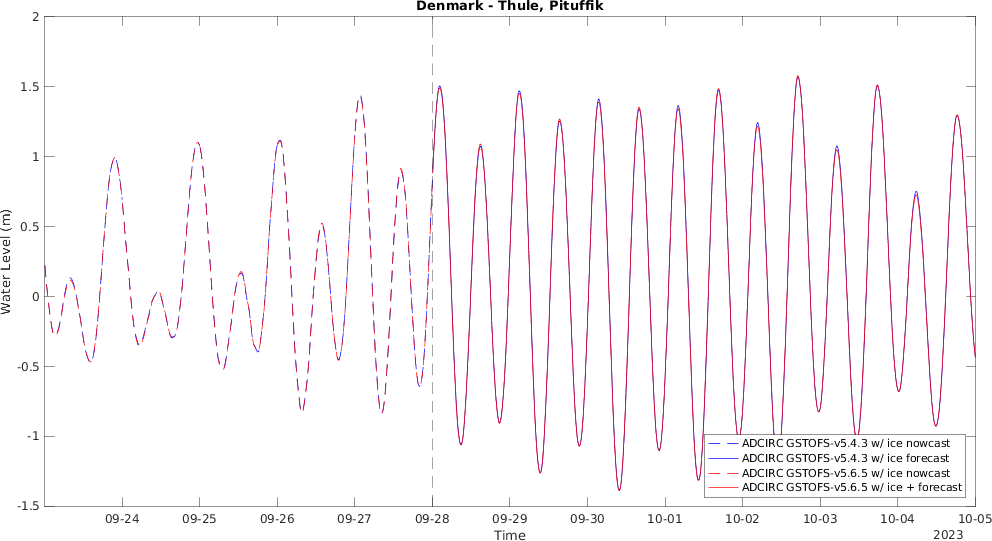 Denmark - Thule, Pituffik
2
1.5
1
0.5
0
-0.5
-1
-1.5
Water Level (m)
ADCIRC GSTOFS-v5.4.3 w/ ice nowcast
ADCIRC GSTOFS-v5.4.3 w/ ice forecast
ADCIRC GSTOFS-v5.6.5 w/ ice nowcast
ADCIRC GSTOFS-v5.6.5 w/ ice + forecast
09-24 09-25 09-26 09-27 09-28 09-29 09-30 10-01 10-02 10-03 10-04 10-05
Time
2023